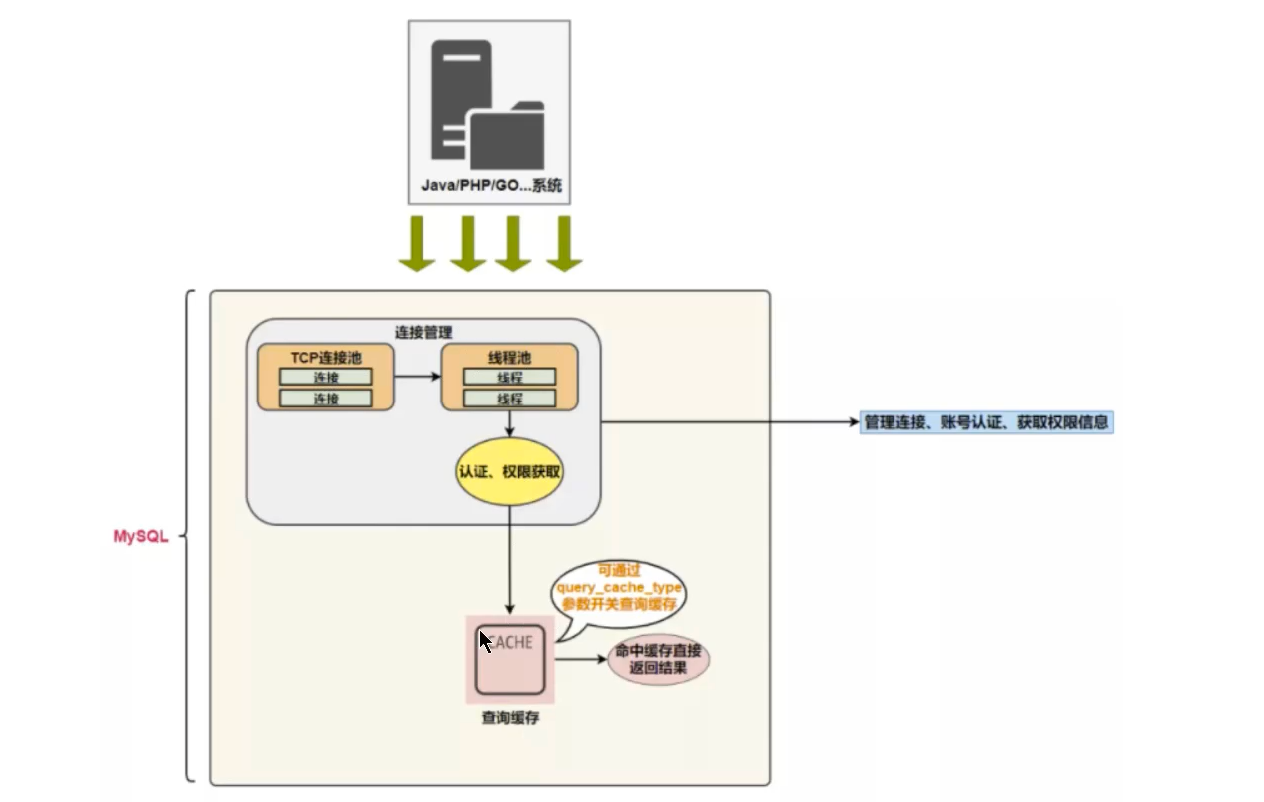 Java/PHP/GO...系统
连接管理
TCP连接池
连接
连接
线程池
线程
线程
认证、权限获取
管理连接、账号认证、获取权限信息
MySQL
可通过
query_cache_type
参数开关查询缓存
CACHE
命中缓存直接
返回结果
查询缓存